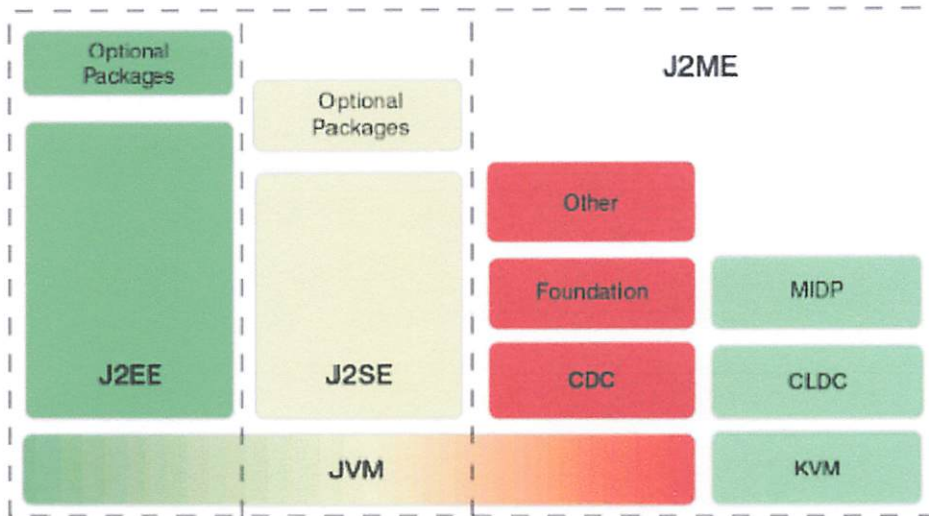 Optional
Packages
Optional
Packages
J2ME
Other
Foundation
MIDP
J2EE
J2SE
CDC
CLDC
JVM
KVM